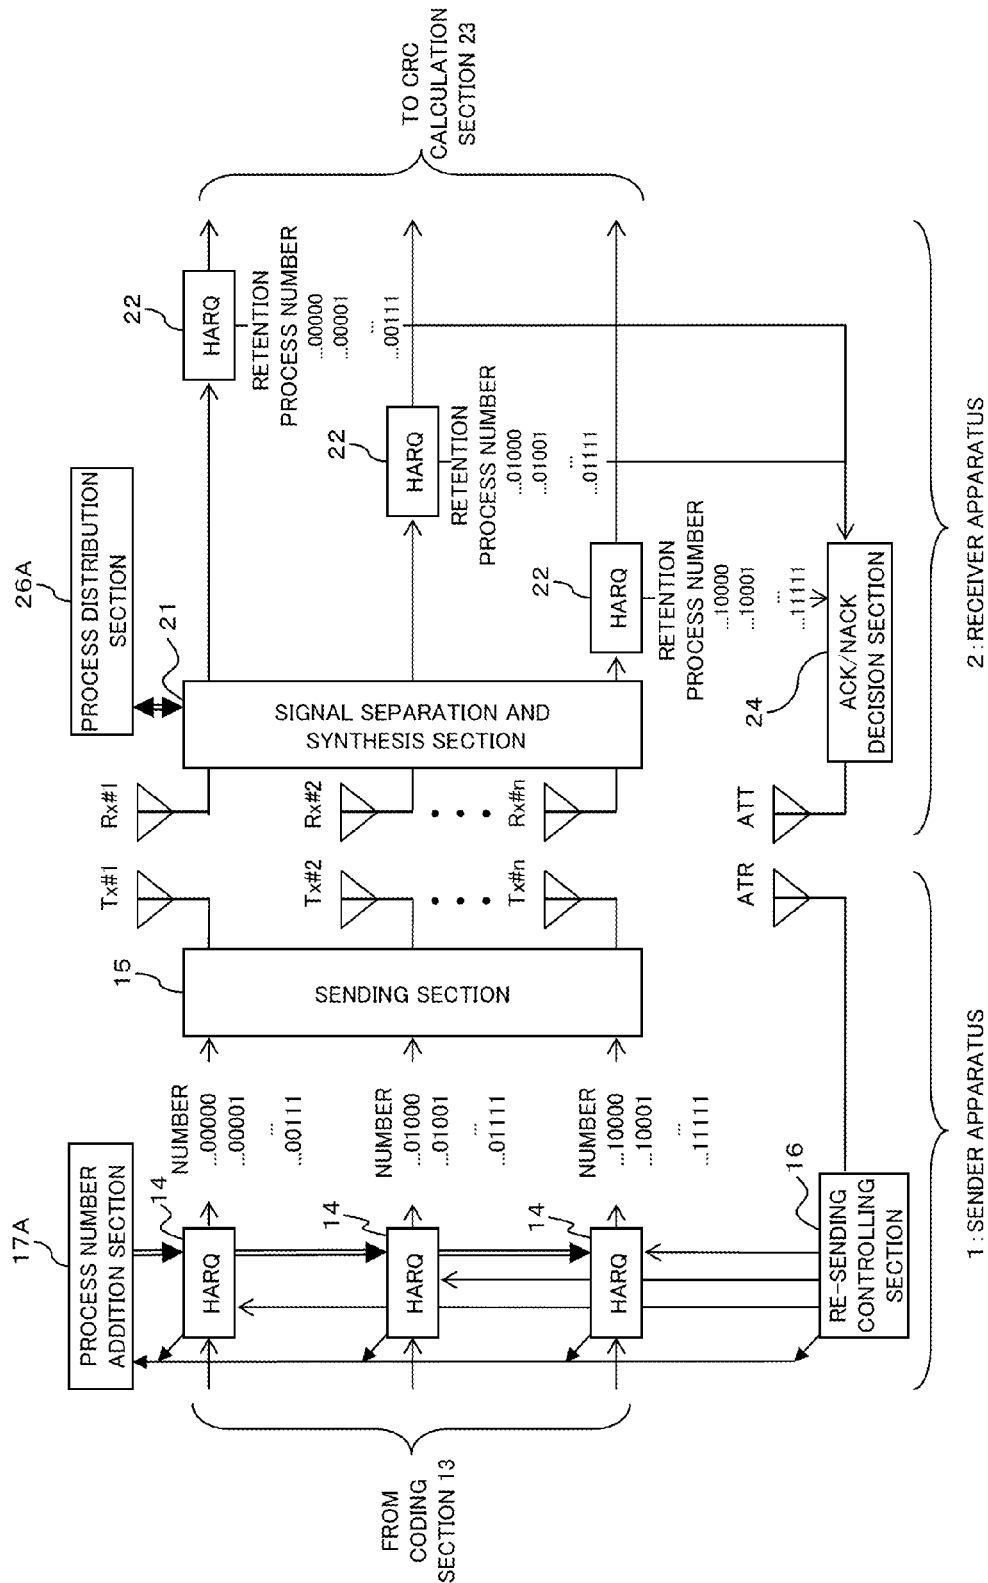 17A
PROCESS NUMBER
ADDITION SECTION
FROM
CODING
SECTION 13
14
HARQ
14
HARQ
14
HARQ
NUMBER
...00000
...00001
...
...00111
NUMBER
...01000
...01001
...
...01111
NUMBER
...10000
...10001
...
...11111
16
RE-SENDING
CONTROLLING
SECTION
15
SENDING SECTION
Tx#1
Tx#2
• • •
Tx#n
ATR
1:SENDER APPARATUS
Rx#1
Rx#2
• • •
Rx#n
ATT
26A
PROCESS DISTRIBUTION
SECTION
21
SIGNAL SEPARATION AND
SYNTHESIS SECTION
22
HARQ
RETENTION
PROCESS NUMBER
...00000
...00001
...
...00111
22
HARQ
RETENTION
PROCESS NUMBER
...01000
...01001
...
...01111
22
HARQ
RETENTION
PROCESS NUMBER
...10000
...10001
...
...11111
24
ACK/NACK
DECISION SECTION
TO CRC
CALCULATION
SECTION 23
2:RECEIVER APPARATUS